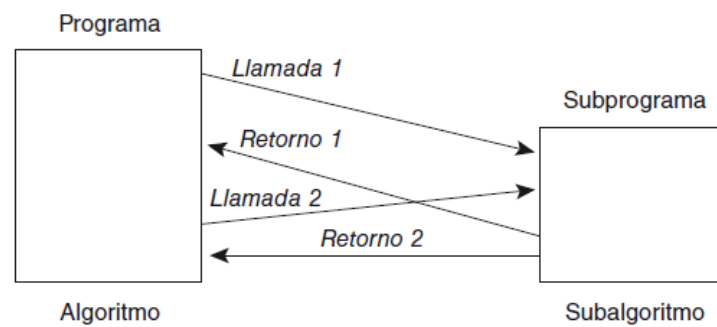 Programa
Llamada 1
Subprograma
Retorno 1
Llamada 2
Retorno 2
Algoritmo
Subalgoritmo